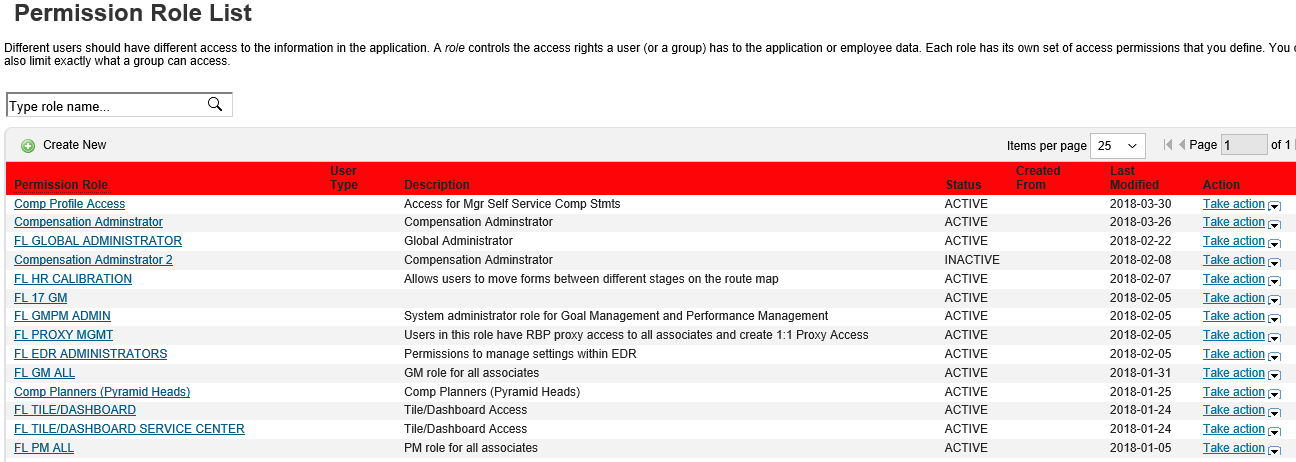 Permission Role List
Different users should have different access to the information in the application. A role controls the access rights a user (or a group) has to the application or employee data. Each role has its own set of access permissions that you define. You
also limit exactly what a group can access.
Type role name...
Create New Items per page 25 Page 1 of 1
Permission Role User Type Description Status Created From Last Modified Action
Comp Profile Access Access for Mgr Self Service Comp Stmts ACTIVE 2018-03-30 Take action
Compensation Adminstrator Compensation Adminstrator ACTIVE 2018-03-26 Take action
FL GLOBAL ADMINISTRATOR Global Administrator ACTIVE 2018-02-22 Take action
Compensation Adminstrator 2 Compensation Adminstrator INACTIVE 2018-02-08 Take action
FL HR CALIBRATION Allows users to move forms between different stages on the route map ACTIVE 2018-02-07 Take action
FL 17 GM ACTIVE 2018-02-05 Take action
FL GMPM ADMIN System administrator role for Goal Management and Performance Management ACTIVE 2018-02-05 Take action
FL PROXY MGMT Users in this role have RBP proxy access to all associates and create 1:1 Proxy Access ACTIVE 2018-02-05 Take action
FL EDR ADMINISTRATORS Permissions to manage settings within EDR ACTIVE 2018-02-05 Take action
FL GM ALL GM role for all associates ACTIVE 2018-01-31 Take action
Comp Planners (Pyramid Heads) Comp Planners (Pyramid Heads) ACTIVE 2018-01-25 Take action
FL TILE/DASHBOARD Tile/Dashboard Access ACTIVE 2018-01-24 Take action
FL TILE/DASHBOARD SERVICE CENTER Tile/Dashboard Access ACTIVE 2018-01-24 Take action
FL PM ALL PM role for all associates ACTIVE 2018-01-05 Take action